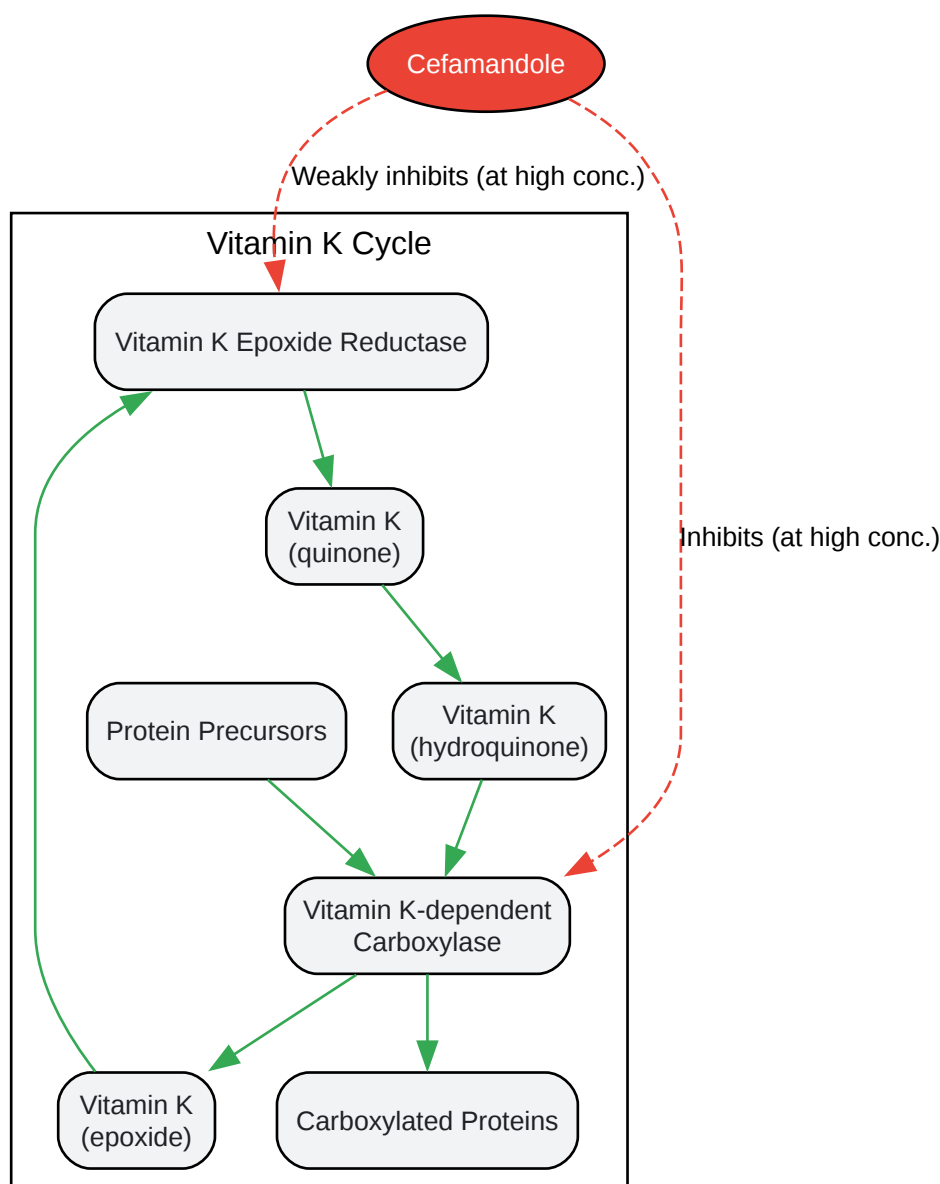 Cefamandole
Weakly inhibits (at high conc.)
Vitamin K Cycle
Vitamin K Epoxide Reductase
Vitamin K
(quinone)
Inhibits (at high conc.)
Protein Precursors
Vitamin K
(hydroquinone)
Vitamin K-dependent
Carboxylase
Vitamin K
(epoxide)
Carboxylated Proteins